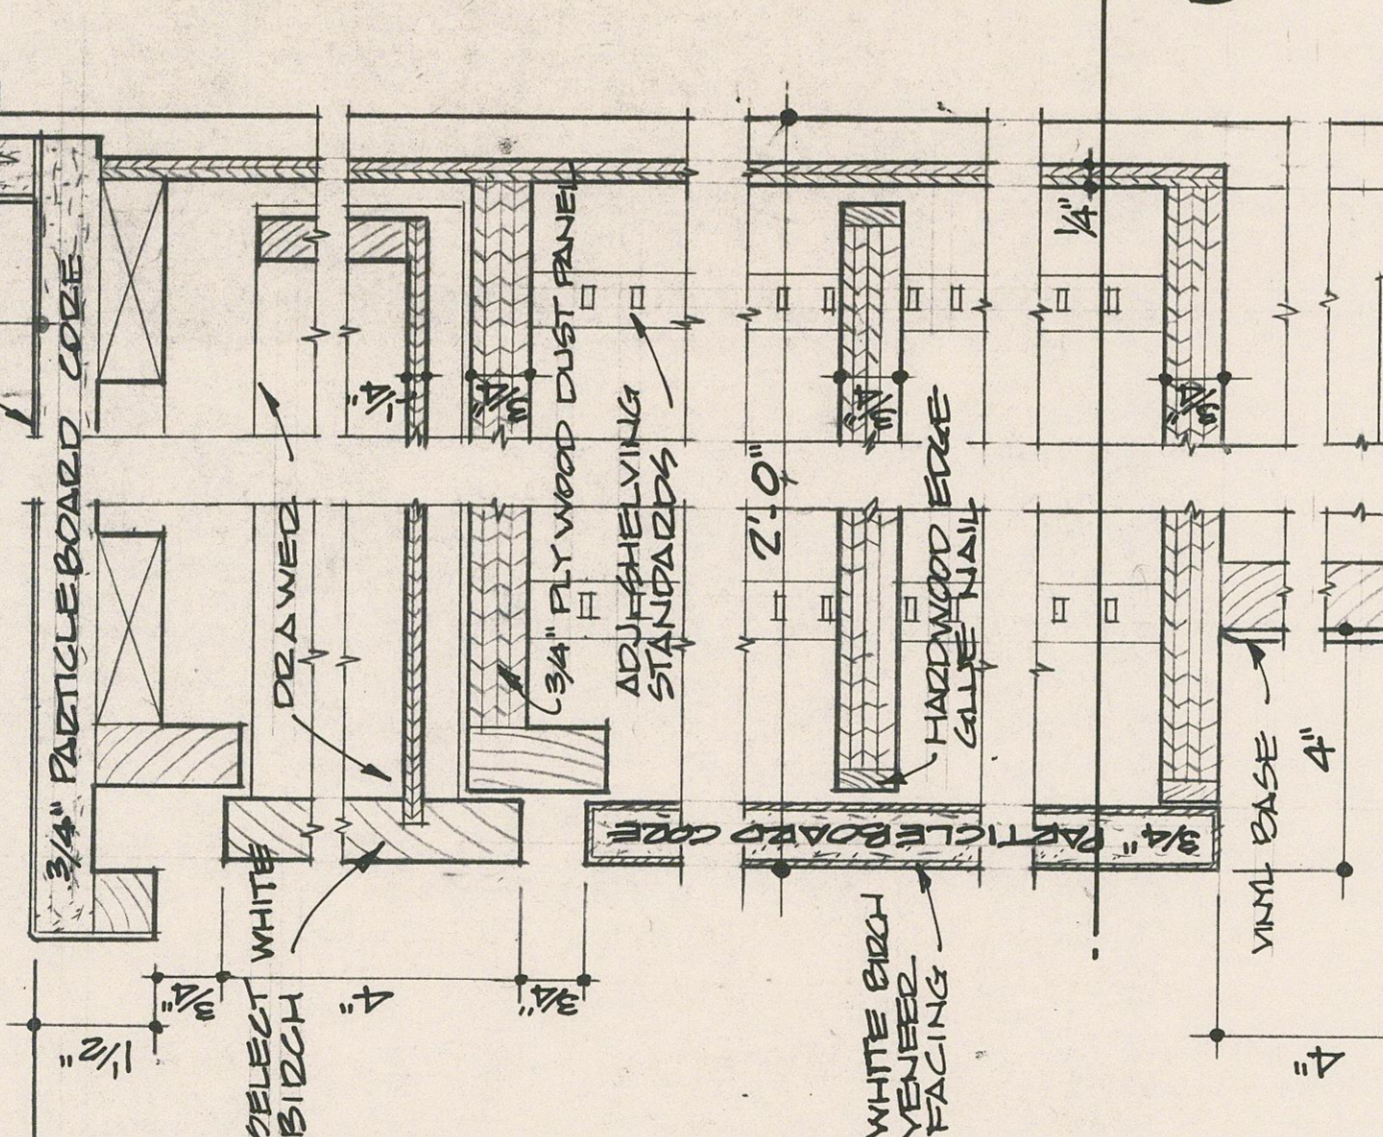 3/4" PARTICLEBOARD CORE
DRAWER
3/4" PLYWOOD DUST PANEL
ADJ. SHELVING
STANDARDS
HARDWOOD EDGE
GLUE NAIL
VINYL BASE
3/4" PARTICLEBOARD CORE
SELECT WHITE
BIRCH
WHITE BIRCH
VENEER
FACING
1/4"
3/4"
3/4"
3/4"
1/4"
2'-0"
4"
1 1/2"
3/4"
4"
3/4"
4"